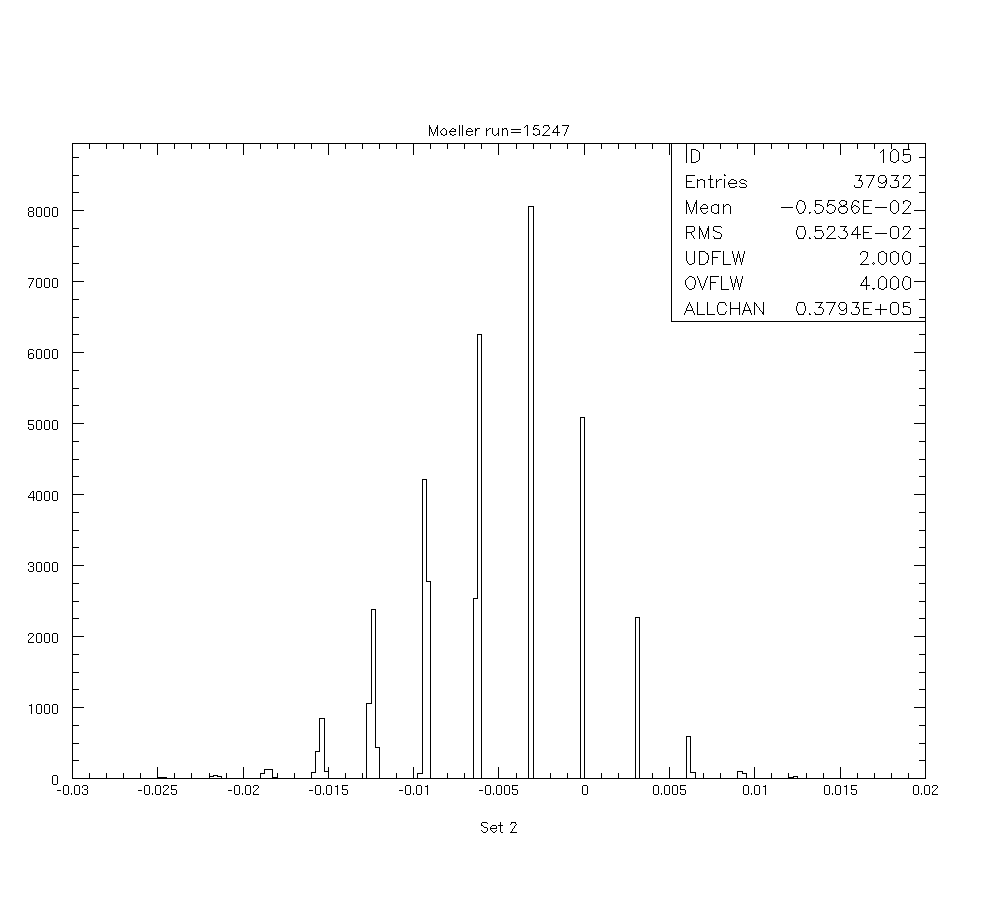 Moeller run=15247
ID 105
Entries 37932
Mean −0.5586E−02
RMS 0.5234E−02
UDFLW 2.000
OVFLW 4.000
ALLCHAN 0.3793E+05
8000
7000
6000
5000
4000
3000
2000
1000
0
-0.03 -0.025 -0.02 -0.015 -0.01 -0.005 0 0.005 0.01 0.015 0.02
Set 2